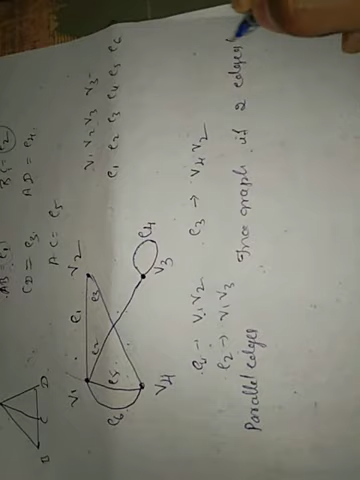 AB = e1
BC = e2
CD = e3
AD = e4
AC = e5
B
C
D
V1 V2 V3 V3
e1 e2 e3 e4 e5 e6
V1
e1
V2
e2
e3
e5
e6
V4
V3
e4
e1 → V1V2
e3 → V4V2
e2 → V1V3
Parallel edges
graph if 2 edges